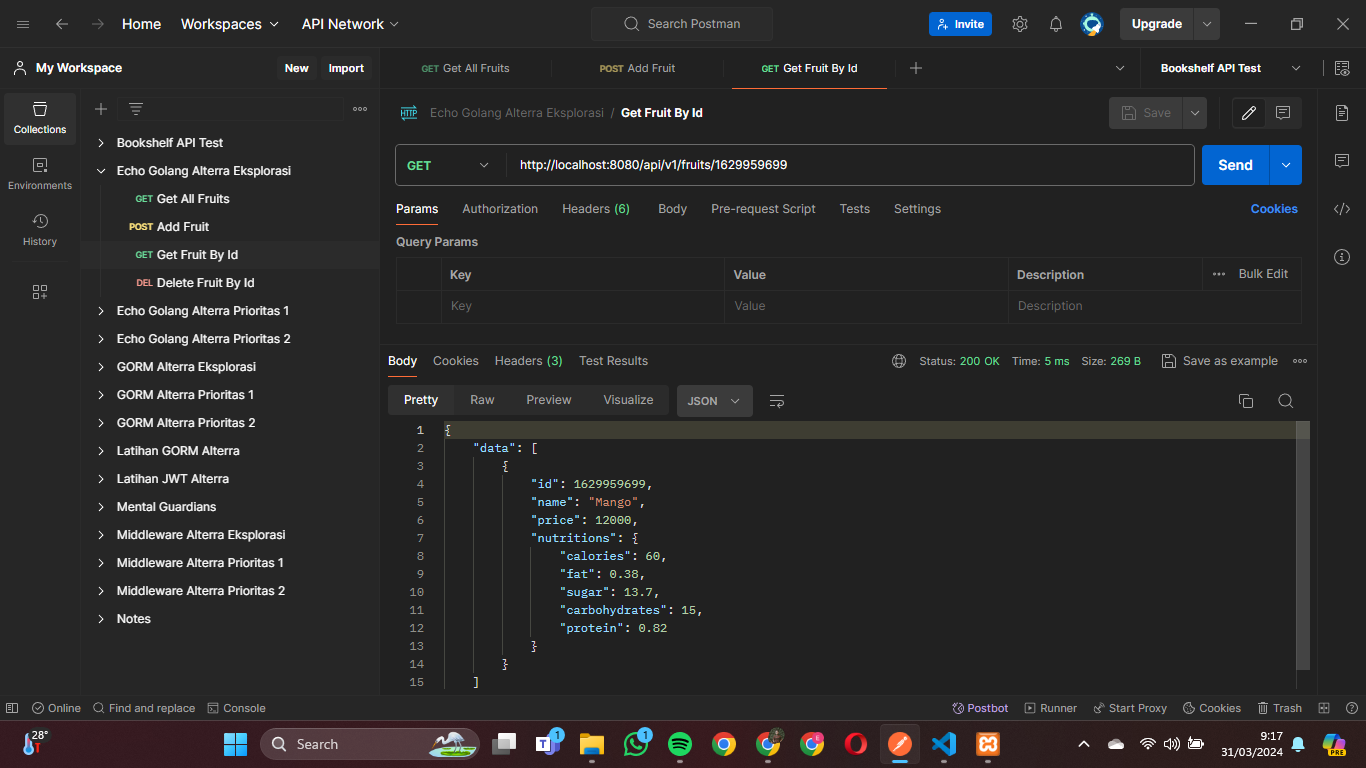 Home Workspaces API Network Search Postman Invite Upgrade
My Workspace New Import GET Get All Fruits POST Add Fruit GET Get Fruit By Id Bookshelf API Test
Collections
Environments
History
Bookshelf API Test
Echo Golang Alterra Eksplorasi
GET Get All Fruits
POST Add Fruit
GET Get Fruit By Id
DEL Delete Fruit By Id
Echo Golang Alterra Prioritas 1
Echo Golang Alterra Prioritas 2
GORM Alterra Eksplorasi
GORM Alterra Prioritas 1
GORM Alterra Prioritas 2
Latihan GORM Alterra
Latihan JWT Alterra
Mental Guardians
Middleware Alterra Eksplorasi
Middleware Alterra Prioritas 1
Middleware Alterra Prioritas 2
Notes
HTTP Echo Golang Alterra Eksplorasi / Get Fruit By Id Save
GET http://localhost:8080/api/v1/fruits/1629959699 Send
Params Authorization Headers (6) Body Pre-request Script Tests Settings Cookies
Query Params
Key Value Description Bulk Edit
Key Value Description
Body Cookies Headers (3) Test Results Status: 200 OK Time: 5 ms Size: 269 B Save as example
Pretty Raw Preview Visualize JSON
1 {
2 "data": [
3 {
4 "id": 1629959699,
5 "name": "Mango",
6 "price": 12000,
7 "nutritions": {
8 "calories": 60,
9 "fat": 0.38,
10 "sugar": 13.7,
11 "carbohydrates": 15,
12 "protein": 0.82
13 }
14 }
15 ]
Online Find and replace Console Postbot Runner Start Proxy Cookies Trash
28° Search 1 1 9:17
31/03/2024
PRE